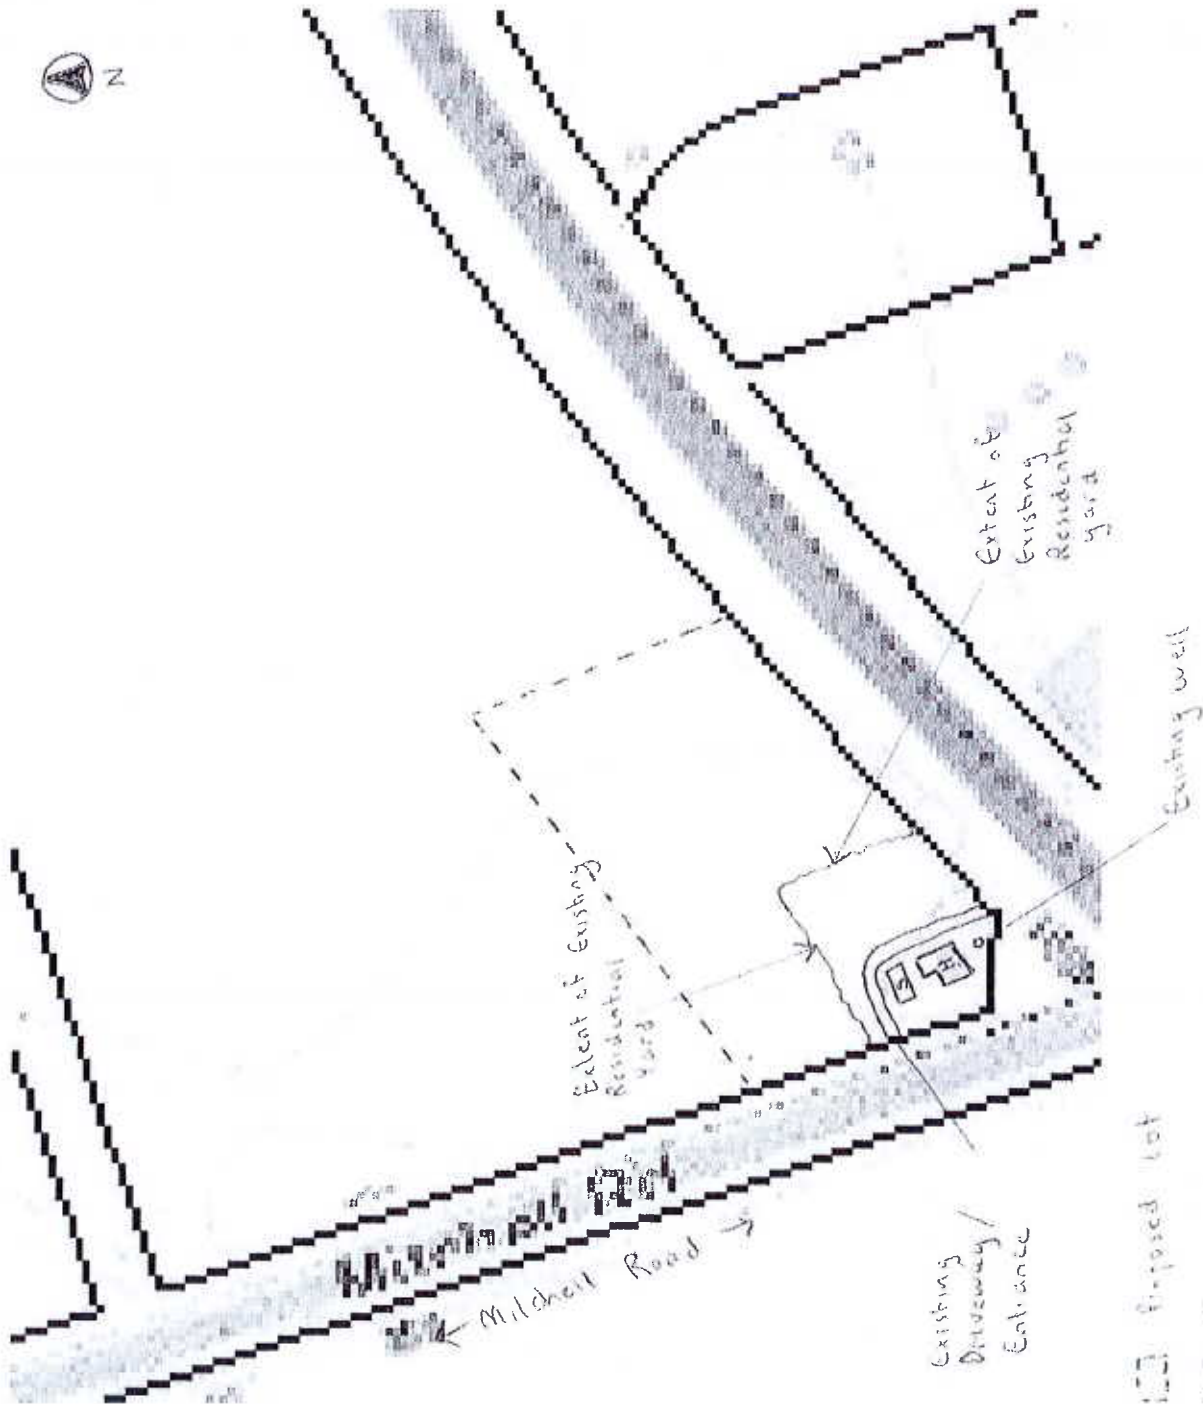 N
Extent of
Existing
Residential
yard
Extent of Existing
Residential
Yard
Existing well
S
H
Mitchell Rd
Mitchell Road
Existing
Driveway/
Entrance
Proposed Lot